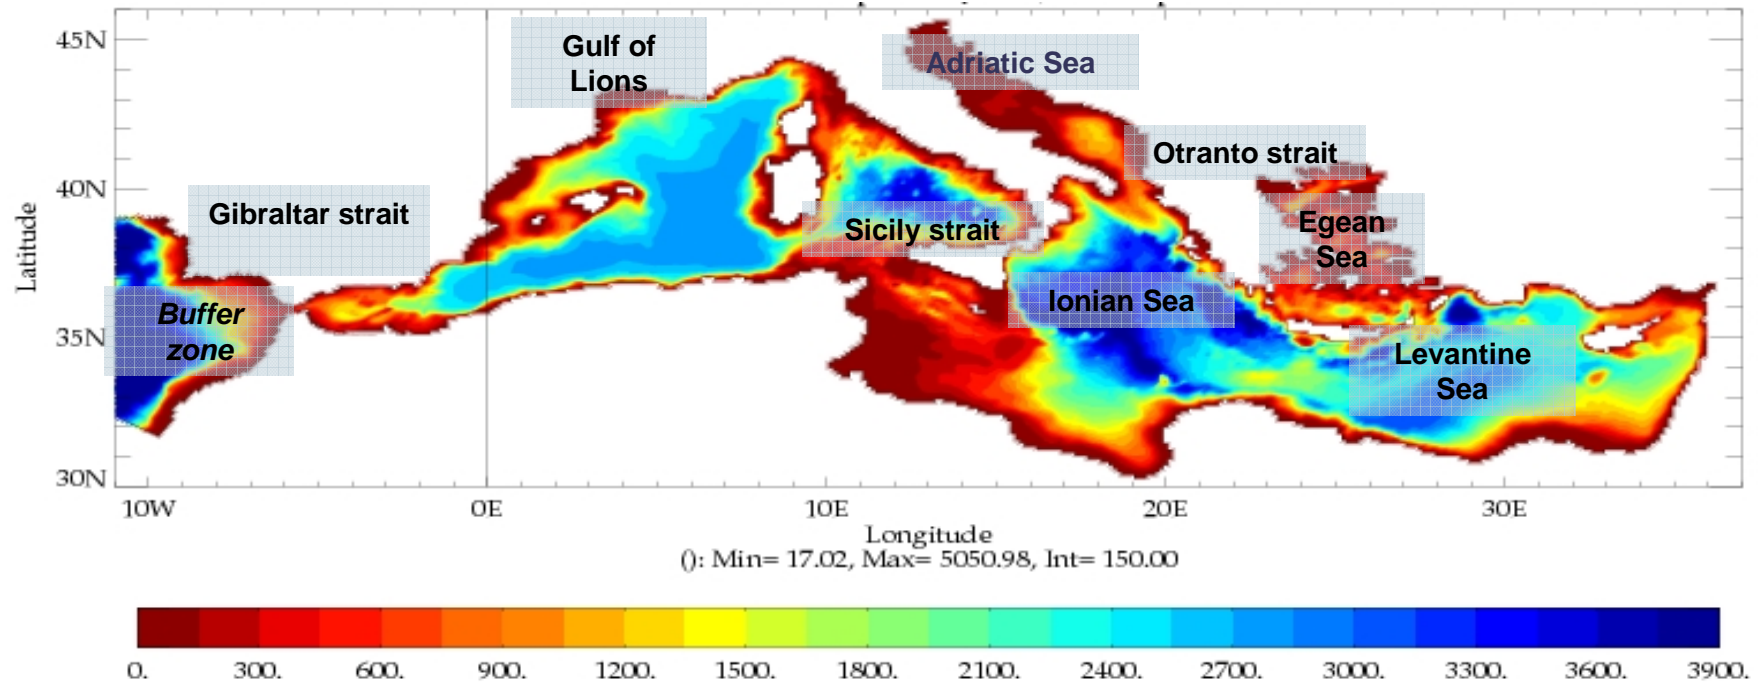 45N
40N
35N
30N
Latitude
Gulf of
Lions
Adriatic Sea
Otranto strait
Gibraltar strait
Sicily strait
Egean
Sea
Buffer
zone
Ionian Sea
Levantine
Sea
10W 0E 10E 20E 30E
Longitude
(): Min= 17.02, Max= 5050.98, Int= 150.00
0. 300. 600. 900. 1200. 1500. 1800. 2100. 2400. 2700. 3000. 3300. 3600. 3900.